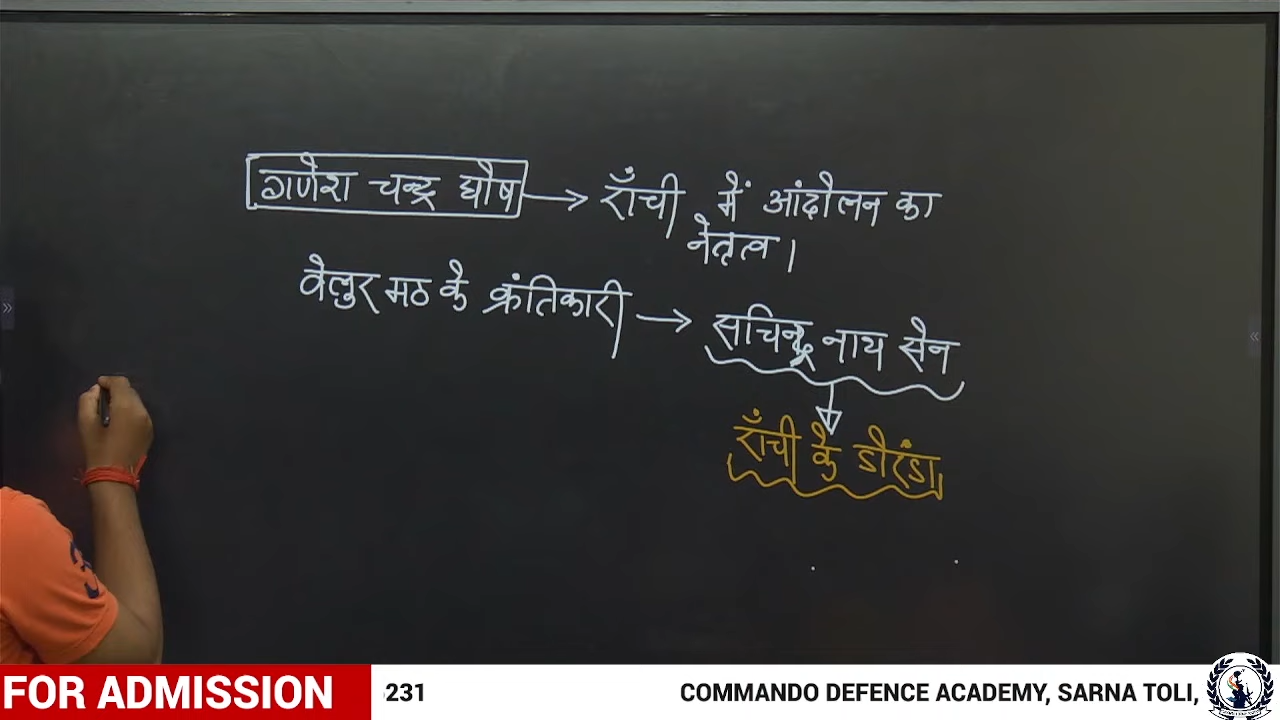 गणेश चन्द्र घौष → राँची में आंदोलन का
नेतृत्व।
वेलुर मठ के क्रंतिकारी → सचिन्द्र नाथ सेन
राँची के डोरंडा
FOR ADMISSION 231 COMMANDO DEFENCE ACADEMY, SARNA TOLI,